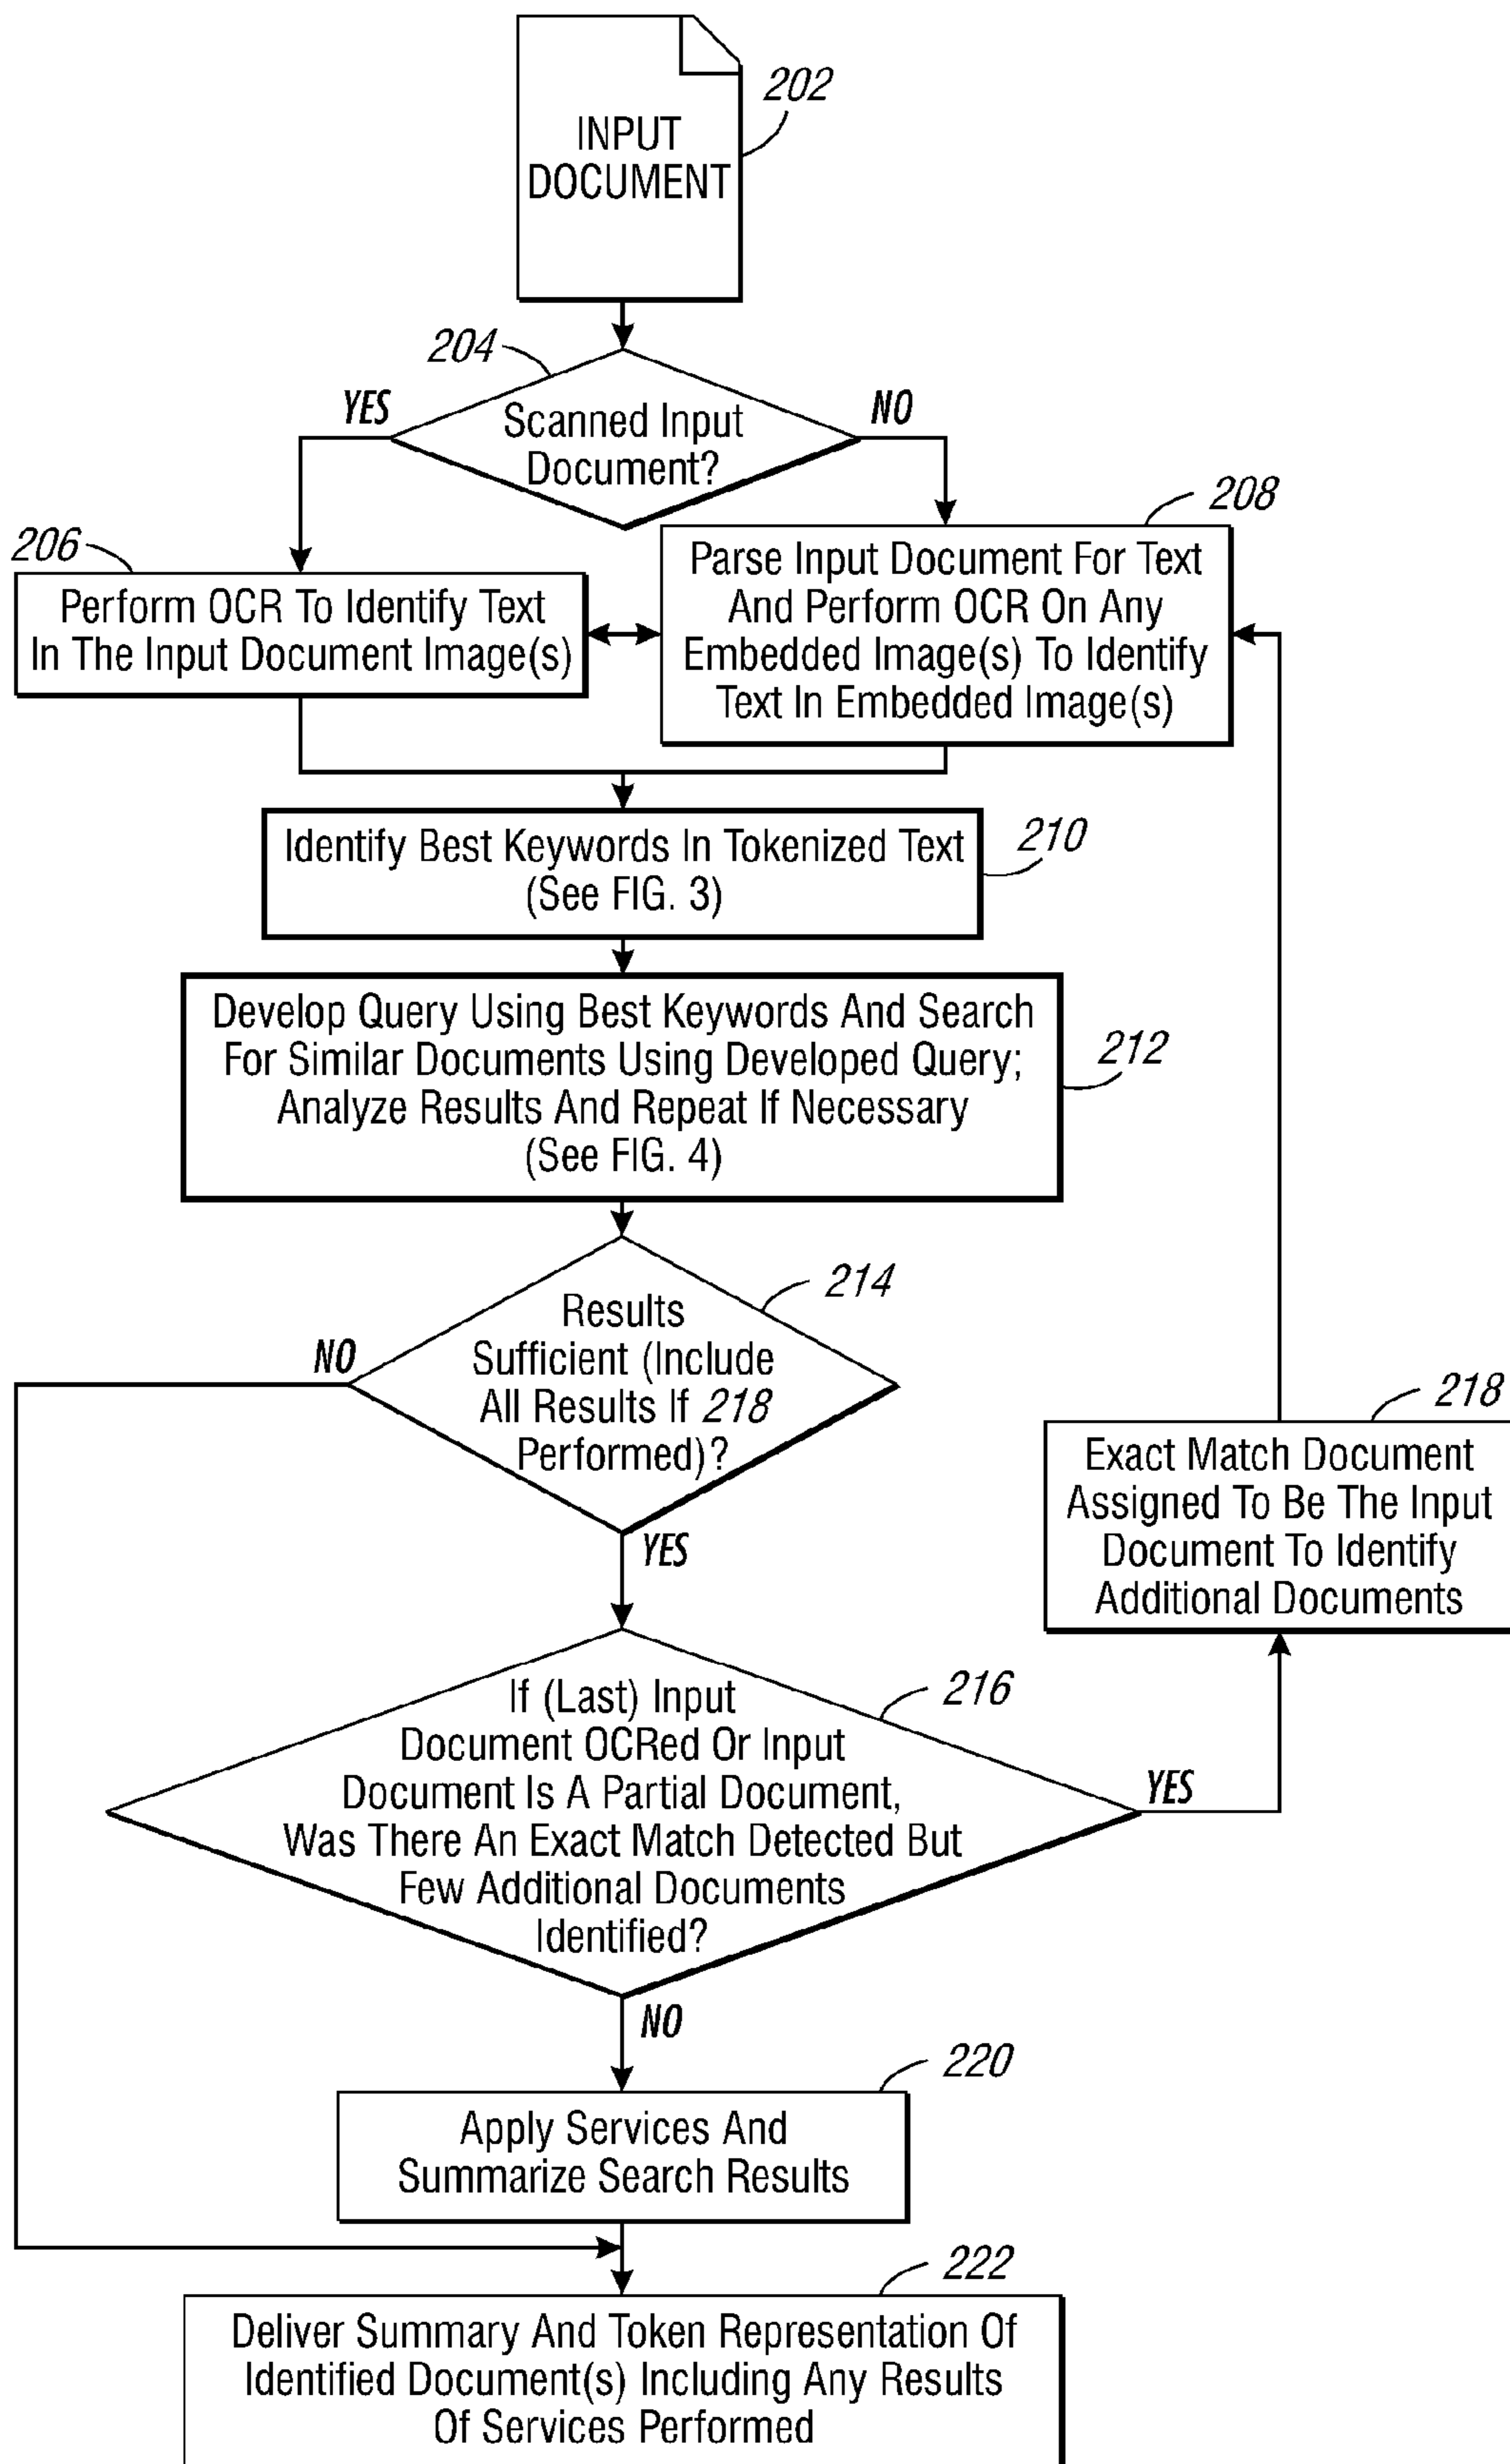 INPUT
DOCUMENT
202
204
YES
NO
Scanned Input
Document?
206
208
Perform OCR To Identify Text
In The Input Document Image(s)
Parse Input Document For Text
And Perform OCR On Any
Embedded Image(s) To Identify
Text In Embedded Image(s)
Identify Best Keywords In Tokenized Text
(See FIG. 3)
210
Develop Query Using Best Keywords And Search
For Similar Documents Using Developed Query;
Analyze Results And Repeat If Necessary
(See FIG. 4)
212
214
NO
Results
Sufficient (Include
All Results If 218
Performed)?
YES
218
Exact Match Document
Assigned To Be The Input
Document To Identify
Additional Documents
216
If (Last) Input
Document OCRed Or Input
Document Is A Partial Document,
Was There An Exact Match Detected But
Few Additional Documents
Identified?
YES
NO
220
Apply Services And
Summarize Search Results
222
Deliver Summary And Token Representation Of
Identified Document(s) Including Any Results
Of Services Performed